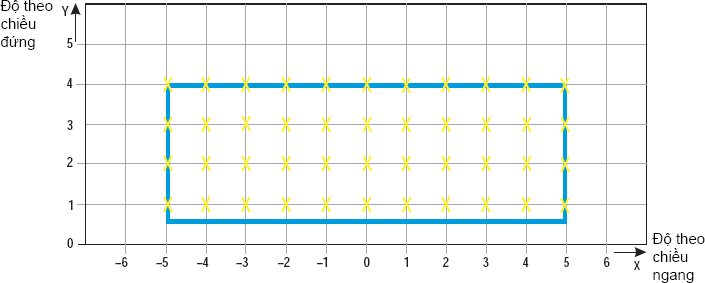 Độ theo
chiều
đứng
Y
5
4
3
2
1
0
–6 –5 –4 –3 –2 –1 0 1 2 3 4 5 6
X
Độ theo
chiều
ngang